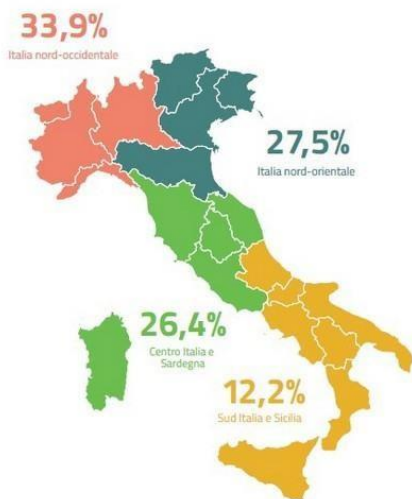 33,9%
Italia nord-occidentale
27,5%
Italia nord-orientale
26,4%
Centro Italia e
Sardegna
12,2%
Sud Italia e Sicilia